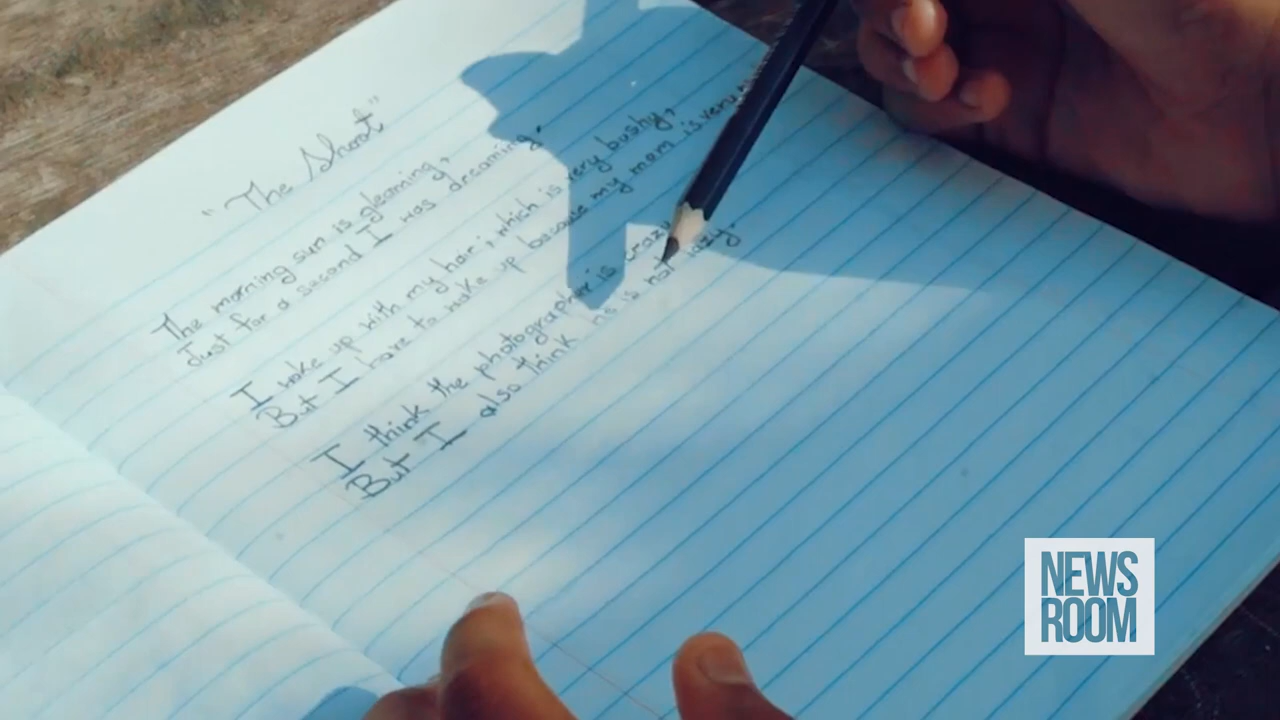 "The Shoot"
The morning sun is gleaming,
Just for a second I was dreaming.
I wake up with my hair, which is very bushy,
But I have to wake up because my mom is very
I think the photographer is crazy
But I also think he is not lazy.
NEWS
ROOM